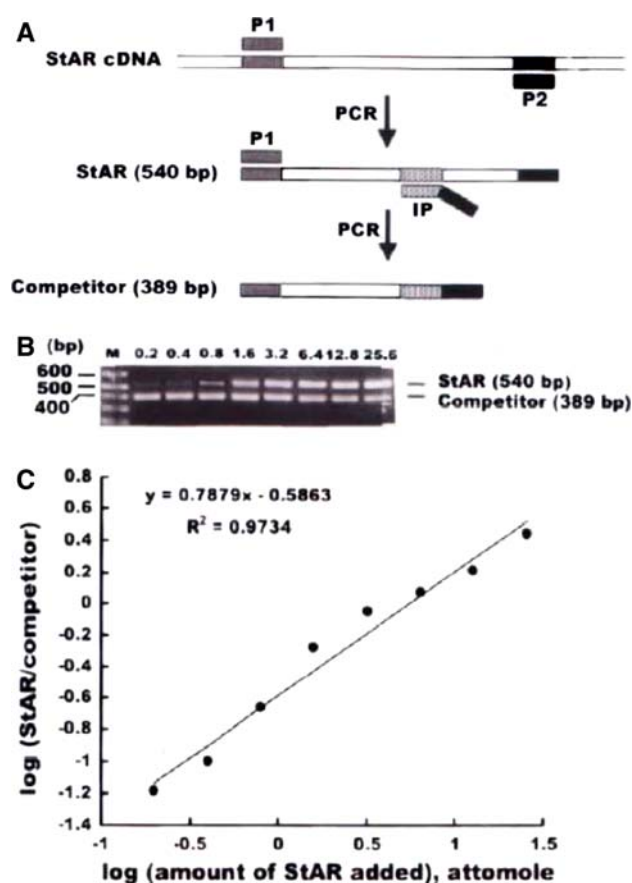 A
P1
StAR cDNA
P2
PCR
P1
StAR (540 bp)
IP
PCR
Competitor (389 bp)
B (bp) M 0.2 0.4 0.8 1.6 3.2 6.4 12.8 25.6
600
500
400
StAR (540 bp)
Competitor (389 bp)
C
y = 0.7879x - 0.5863
R² = 0.9734
log (StAR/competitor)
0.8
0.6
0.4
0.2
0
-0.2
-0.4
-0.6
-0.8
-1
-1.2
-1.4
-1 -0.5 0 0.5 1 1.5
log (amount of StAR added), attomole